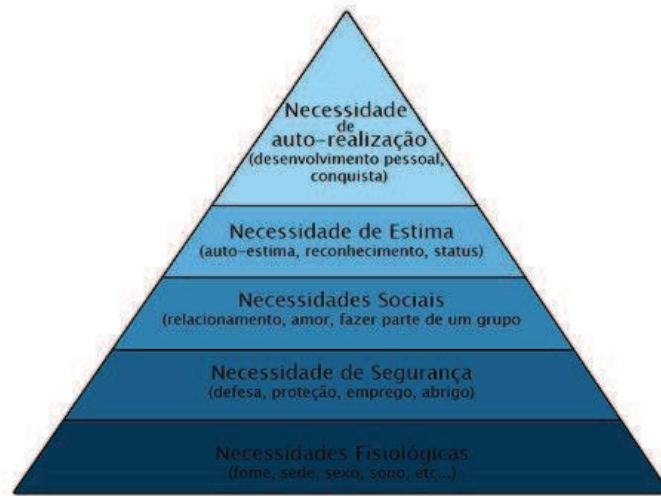 Necessidade
de
auto-realização
(desenvolvimento pessoal,
conquista)
Necessidade de Estima
(auto-estima, reconhecimento, status)
Necessidades Sociais
(relacionamento, amor, fazer parte de um grupo
Necessidade de Segurança
(defesa, proteção, emprego, abrigo)
Necessidades Fisiológicas
(fome, sede, sexo, sono, etc...)